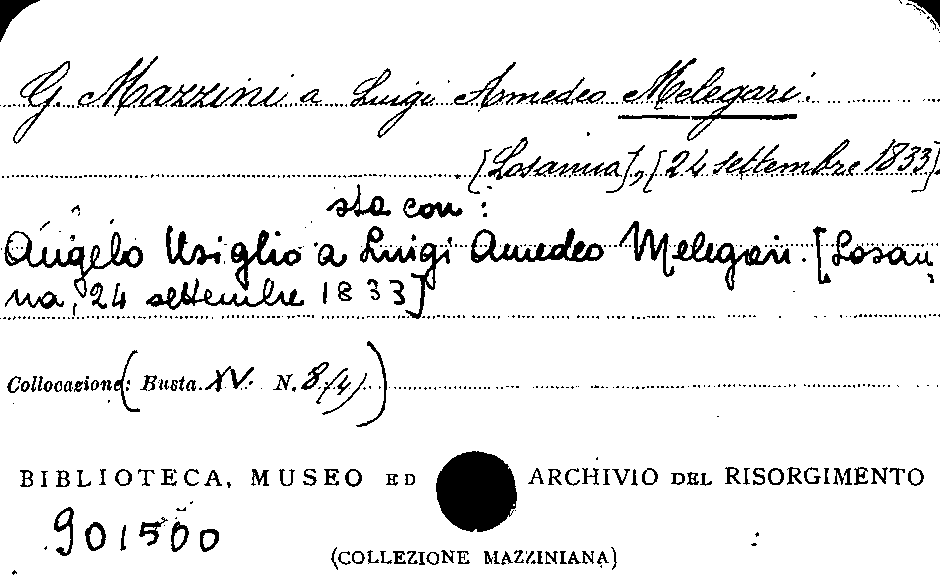 G. Mazzini a Luigi Amedeo Melegari.
[Losanna], [24 settembre 1833].
sta con :
Angelo Usiglio a Luigi Amedeo Melegari. [Losan
na, 24 settembre 1833]
Collocazione: (Busta XV. N. 8 (4))
BIBLIOTECA, MUSEO ED ARCHIVIO DEL RISORGIMENTO
901500
(COLLEZIONE MAZZINIANA)